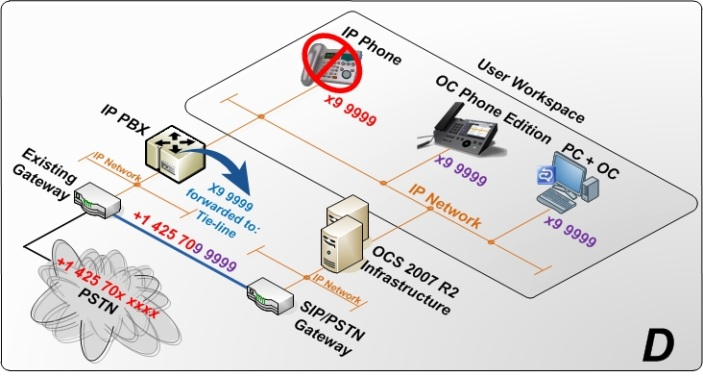 IP Phone
User Workspace
x9 9999
OC Phone Edition
PC + OC
IP PBX
x9 9999
IP Network
x9 9999
Existing
Gateway
IP Network
X9 9999
forwarded to:
Tie-line
+1 425 709 9999
OCS 2007 R2
Infrastructure
IP Network
SIP/PSTN
Gateway
+1 425 70x xxxx
PSTN
D